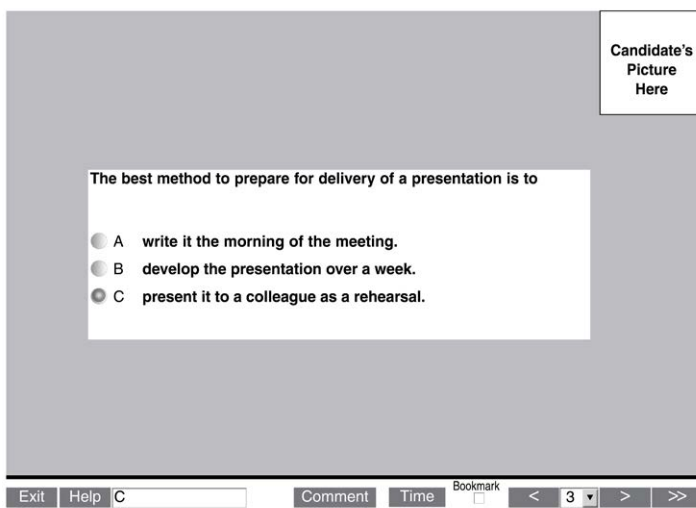 Candidate's
Picture
Here
The best method to prepare for delivery of a presentation is to
A write it the morning of the meeting.
B develop the presentation over a week.
C present it to a colleague as a rehearsal.
Exit Help C Comment Time Bookmark < 3 > >>